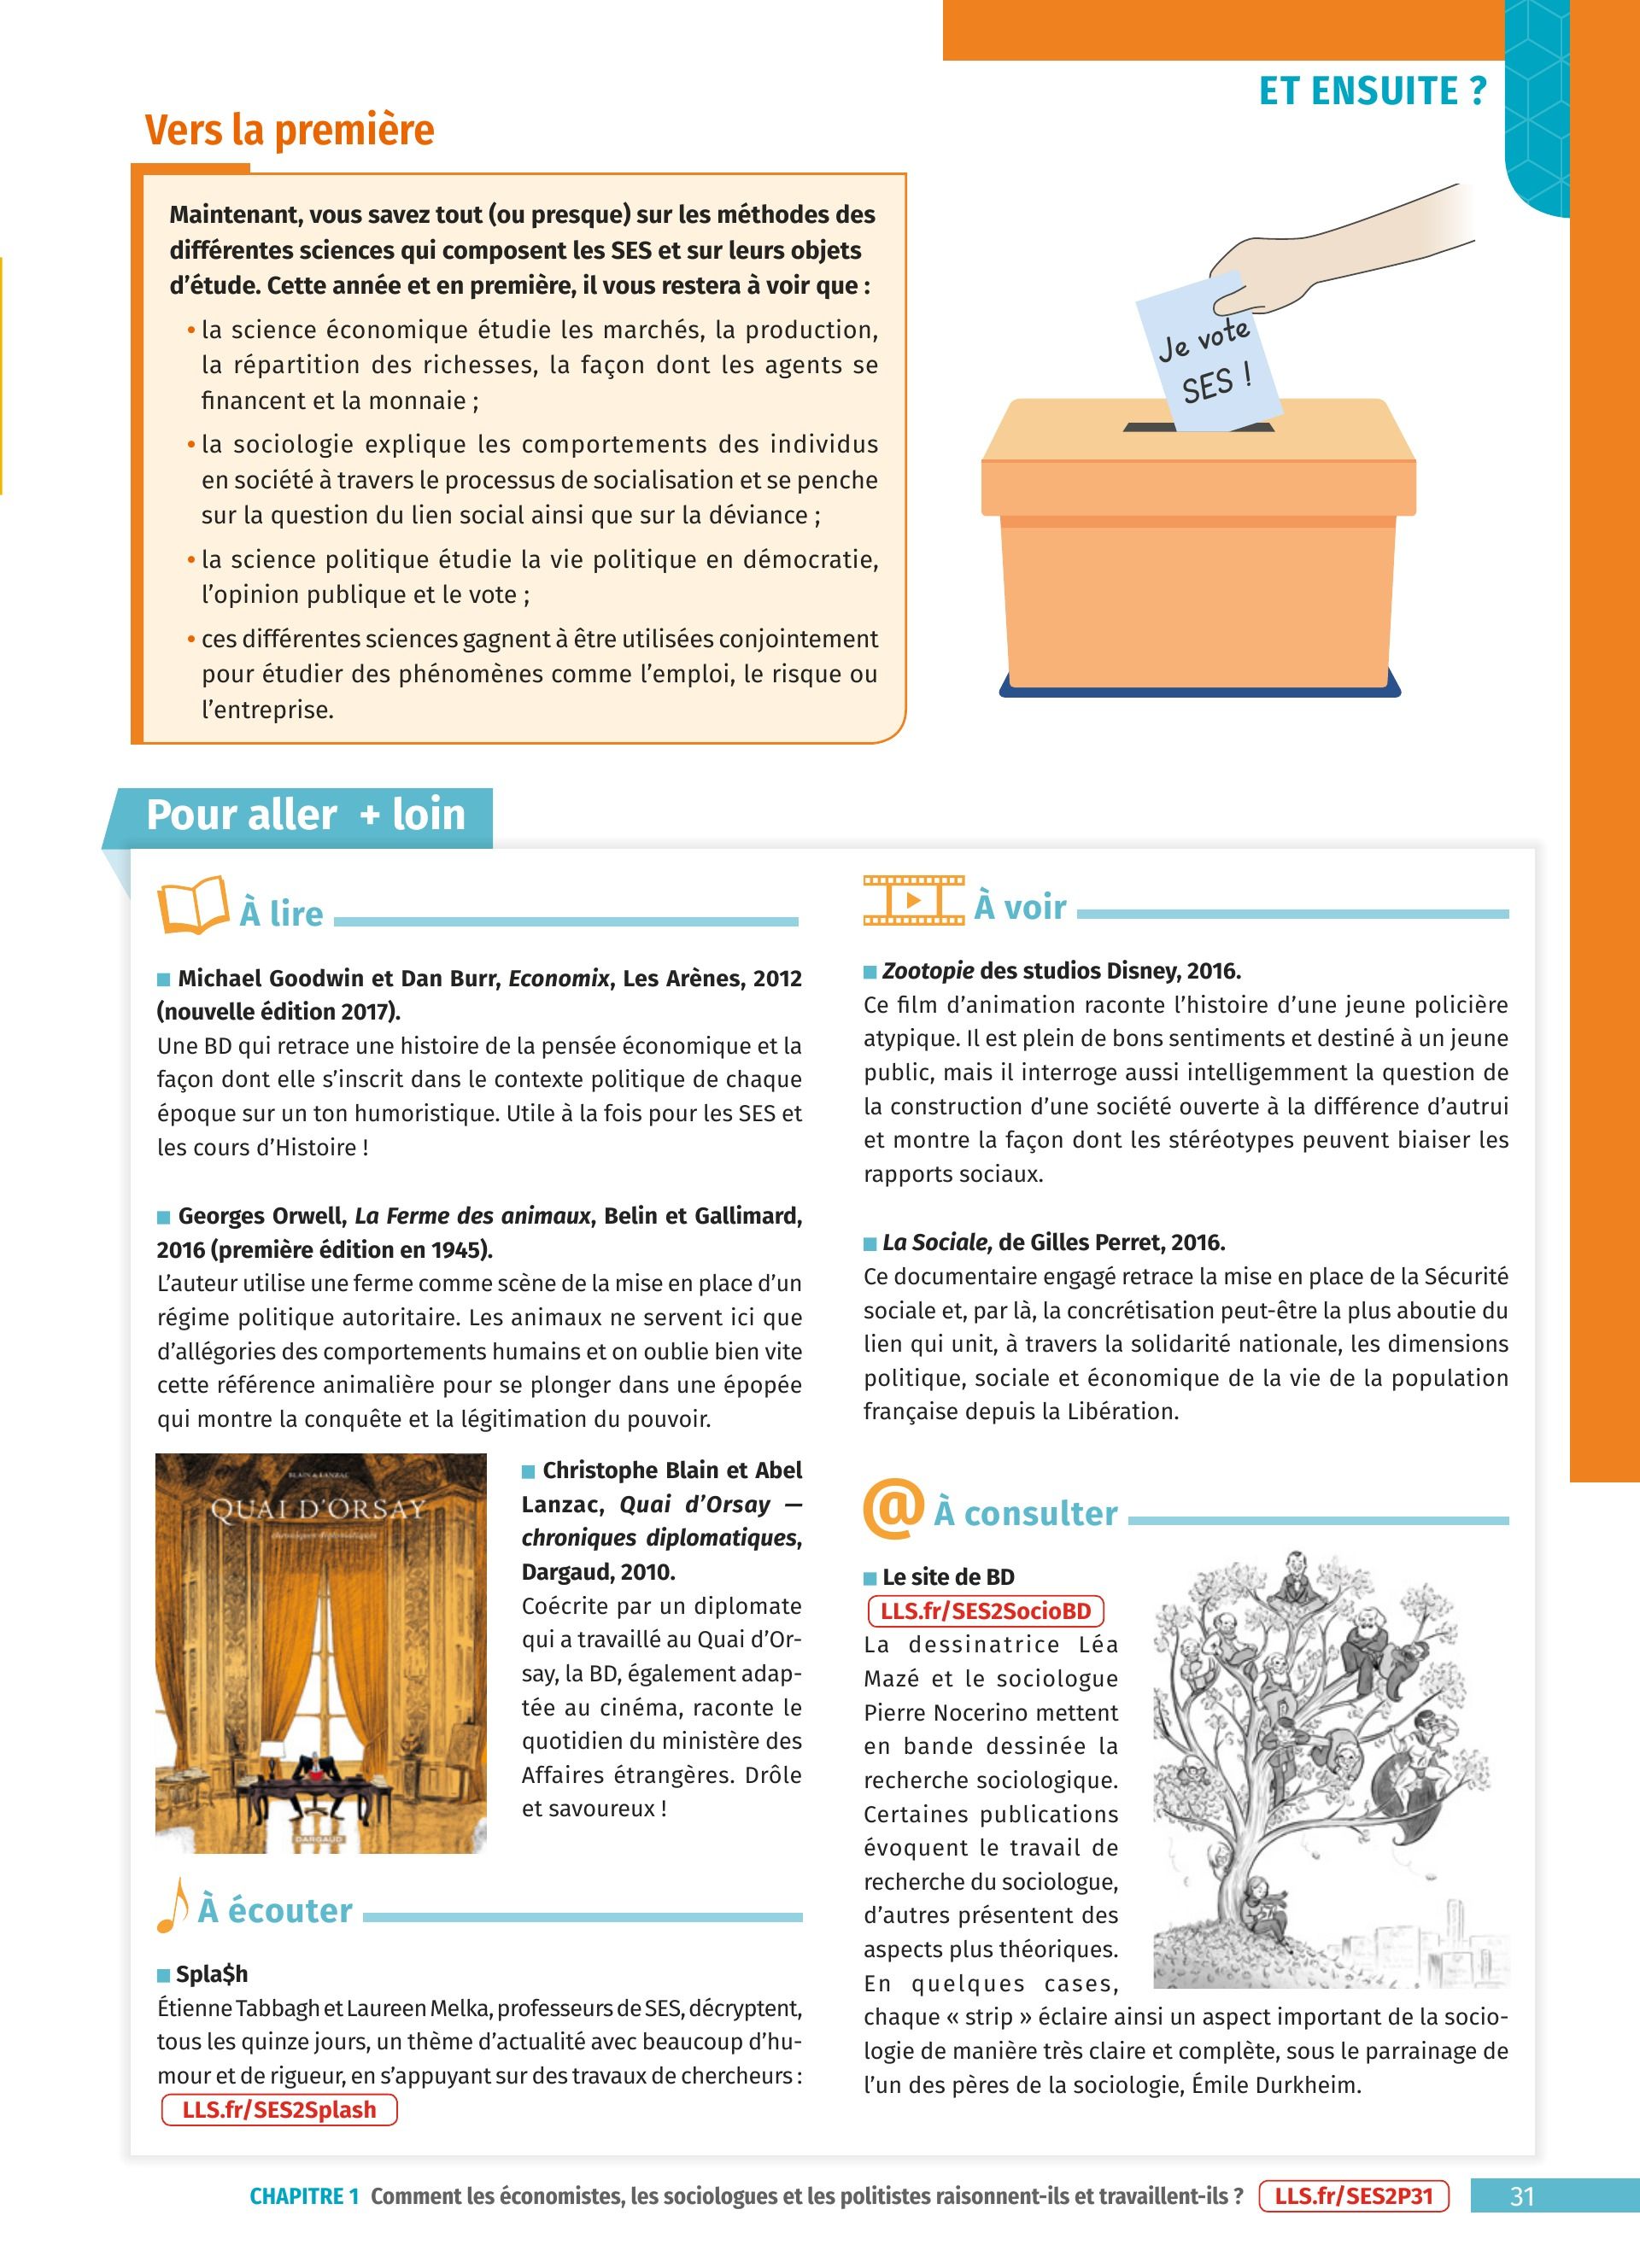 ET ENSUITE ?
Vers la première
Maintenant, vous savez tout (ou presque) sur les méthodes des
différentes sciences qui composent les SES et sur leurs objets
d’étude. Cette année et en première, il vous restera à voir que :
• la science économique étudie les marchés, la production,
la répartition des richesses, la façon dont les agents se
financent et la monnaie ;
• la sociologie explique les comportements des individus
en société à travers le processus de socialisation et se penche
sur la question du lien social ainsi que sur la déviance ;
• la science politique étudie la vie politique en démocratie,
l’opinion publique et le vote ;
• ces différentes sciences gagnent à être utilisées conjointement
pour étudier des phénomènes comme l’emploi, le risque ou
l’entreprise.
Je vote
SES !
Pour aller + loin
À lire
■ Michael Goodwin et Dan Burr, Economix, Les Arènes, 2012
(nouvelle édition 2017).
Une BD qui retrace une histoire de la pensée économique et la
façon dont elle s’inscrit dans le contexte politique de chaque
époque sur un ton humoristique. Utile à la fois pour les SES et
les cours d’Histoire !
■ Georges Orwell, La Ferme des animaux, Belin et Gallimard,
2016 (première édition en 1945).
L’auteur utilise une ferme comme scène de la mise en place d’un
régime politique autoritaire. Les animaux ne servent ici que
d’allégories des comportements humains et on oublie bien vite
cette référence animalière pour se plonger dans une épopée
qui montre la conquête et la légitimation du pouvoir.
BLAIN & LANZAC
QUAI D’ORSAY
chroniques diplomatiques
DARGAUD
■ Christophe Blain et Abel
Lanzac, Quai d’Orsay —
chroniques diplomatiques,
Dargaud, 2010.
Coécrite par un diplomate
qui a travaillé au Quai d’Or-
say, la BD, également adap-
tée au cinéma, raconte le
quotidien du ministère des
Affaires étrangères. Drôle
et savoureux !
À écouter
■ Spla$h
Étienne Tabbagh et Laureen Melka, professeurs de SES, décryptent,
tous les quinze jours, un thème d’actualité avec beaucoup d’hu-
mour et de rigueur, en s’appuyant sur des travaux de chercheurs :
LLS.fr/SES2Splash
À voir
■ Zootopie des studios Disney, 2016.
Ce film d’animation raconte l’histoire d’une jeune policière
atypique. Il est plein de bons sentiments et destiné à un jeune
public, mais il interroge aussi intelligemment la question de
la construction d’une société ouverte à la différence d’autrui
et montre la façon dont les stéréotypes peuvent biaiser les
rapports sociaux.
■ La Sociale, de Gilles Perret, 2016.
Ce documentaire engagé retrace la mise en place de la Sécurité
sociale et, par là, la concrétisation peut-être la plus aboutie du
lien qui unit, à travers la solidarité nationale, les dimensions
politique, sociale et économique de la vie de la population
française depuis la Libération.
@ À consulter
■ Le site de BD
LLS.fr/SES2SocioBD
La dessinatrice Léa
Mazé et le sociologue
Pierre Nocerino mettent
en bande dessinée la
recherche sociologique.
Certaines publications
évoquent le travail de
recherche du sociologue,
d’autres présentent des
aspects plus théoriques.
En quelques cases,
chaque « strip » éclaire ainsi un aspect important de la socio-
logie de manière très claire et complète, sous le parrainage de
l’un des pères de la sociologie, Émile Durkheim.
CHAPITRE 1 Comment les économistes, les sociologues et les politistes raisonnent-ils et travaillent-ils ? LLS.fr/SES2P31 31